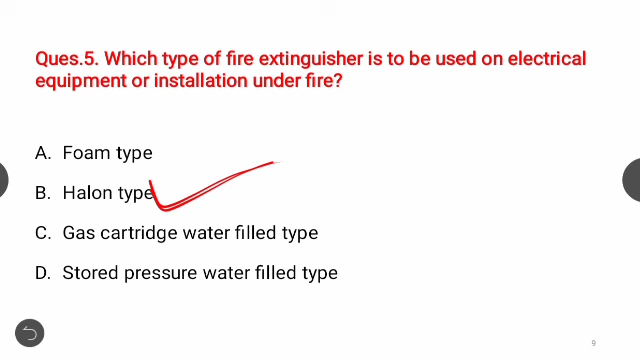 Ques.5. Which type of fire extinguisher is to be used on electrical
equipment or installation under fire?
A. Foam type
B. Halon type
C. Gas cartridge water filled type
D. Stored pressure water filled type
9